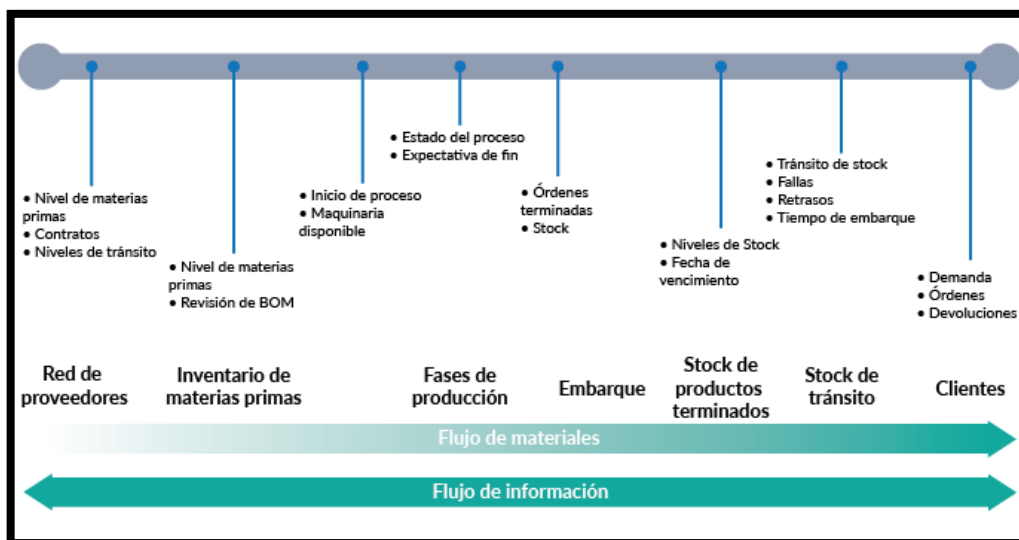 • Nivel de materias
primas
• Contratos
• Niveles de tránsito
• Nivel de materias
primas
• Revisión de BOM
• Inicio de proceso
• Maquinaria
disponible
• Estado del proceso
• Expectativa de fin
• Órdenes
terminadas
• Stock
• Niveles de Stock
• Fecha de
vencimiento
• Tránsito de stock
• Fallas
• Retrasos
• Tiempo de embarque
• Demanda
• Órdenes
• Devoluciones
Red de
proveedores
Inventario de
materias primas
Fases de
producción
Embarque
Stock de
productos
terminados
Stock de
tránsito
Clientes
Flujo de materiales
Flujo de información